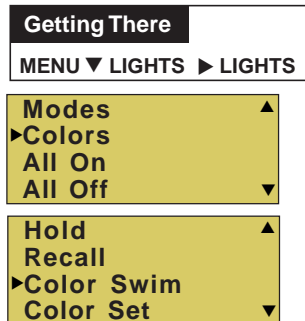 Getting There
MENU ▼ LIGHTS ▶ LIGHTS
Modes ▲
▶Colors
All On
All Off ▼
Hold ▲
Recall
▶Color Swim
Color Set ▼